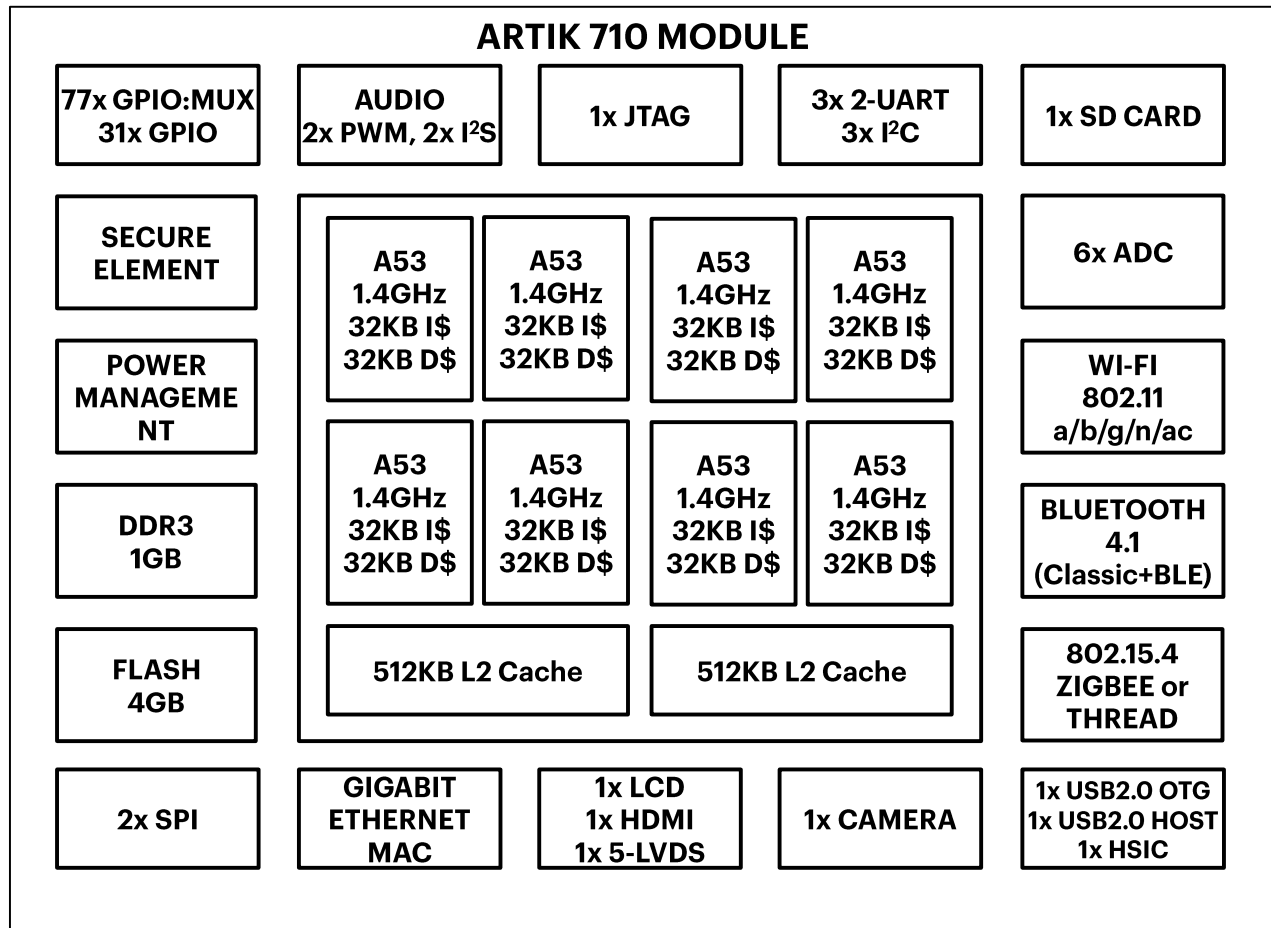 ARTIK 710 MODULE
77x GPIO:MUX
31x GPIO
AUDIO
2x PWM, 2x I²S
1x JTAG
3x 2-UART
3x I²C
1x SD CARD
SECURE
ELEMENT
A53
1.4GHz
32KB I$
32KB D$
A53
1.4GHz
32KB I$
32KB D$
A53
1.4GHz
32KB I$
32KB D$
A53
1.4GHz
32KB I$
32KB D$
6x ADC
POWER
MANAGEME
NT
WI-FI
802.11
a/b/g/n/ac
A53
1.4GHz
32KB I$
32KB D$
A53
1.4GHz
32KB I$
32KB D$
A53
1.4GHz
32KB I$
32KB D$
A53
1.4GHz
32KB I$
32KB D$
DDR3
1GB
BLUETOOTH
4.1
(Classic+BLE)
FLASH
4GB
512KB L2 Cache
512KB L2 Cache
802.15.4
ZIGBEE or
THREAD
2x SPI
GIGABIT
ETHERNET
MAC
1x LCD
1x HDMI
1x 5-LVDS
1x CAMERA
1x USB2.0 OTG
1x USB2.0 HOST
1x HSIC